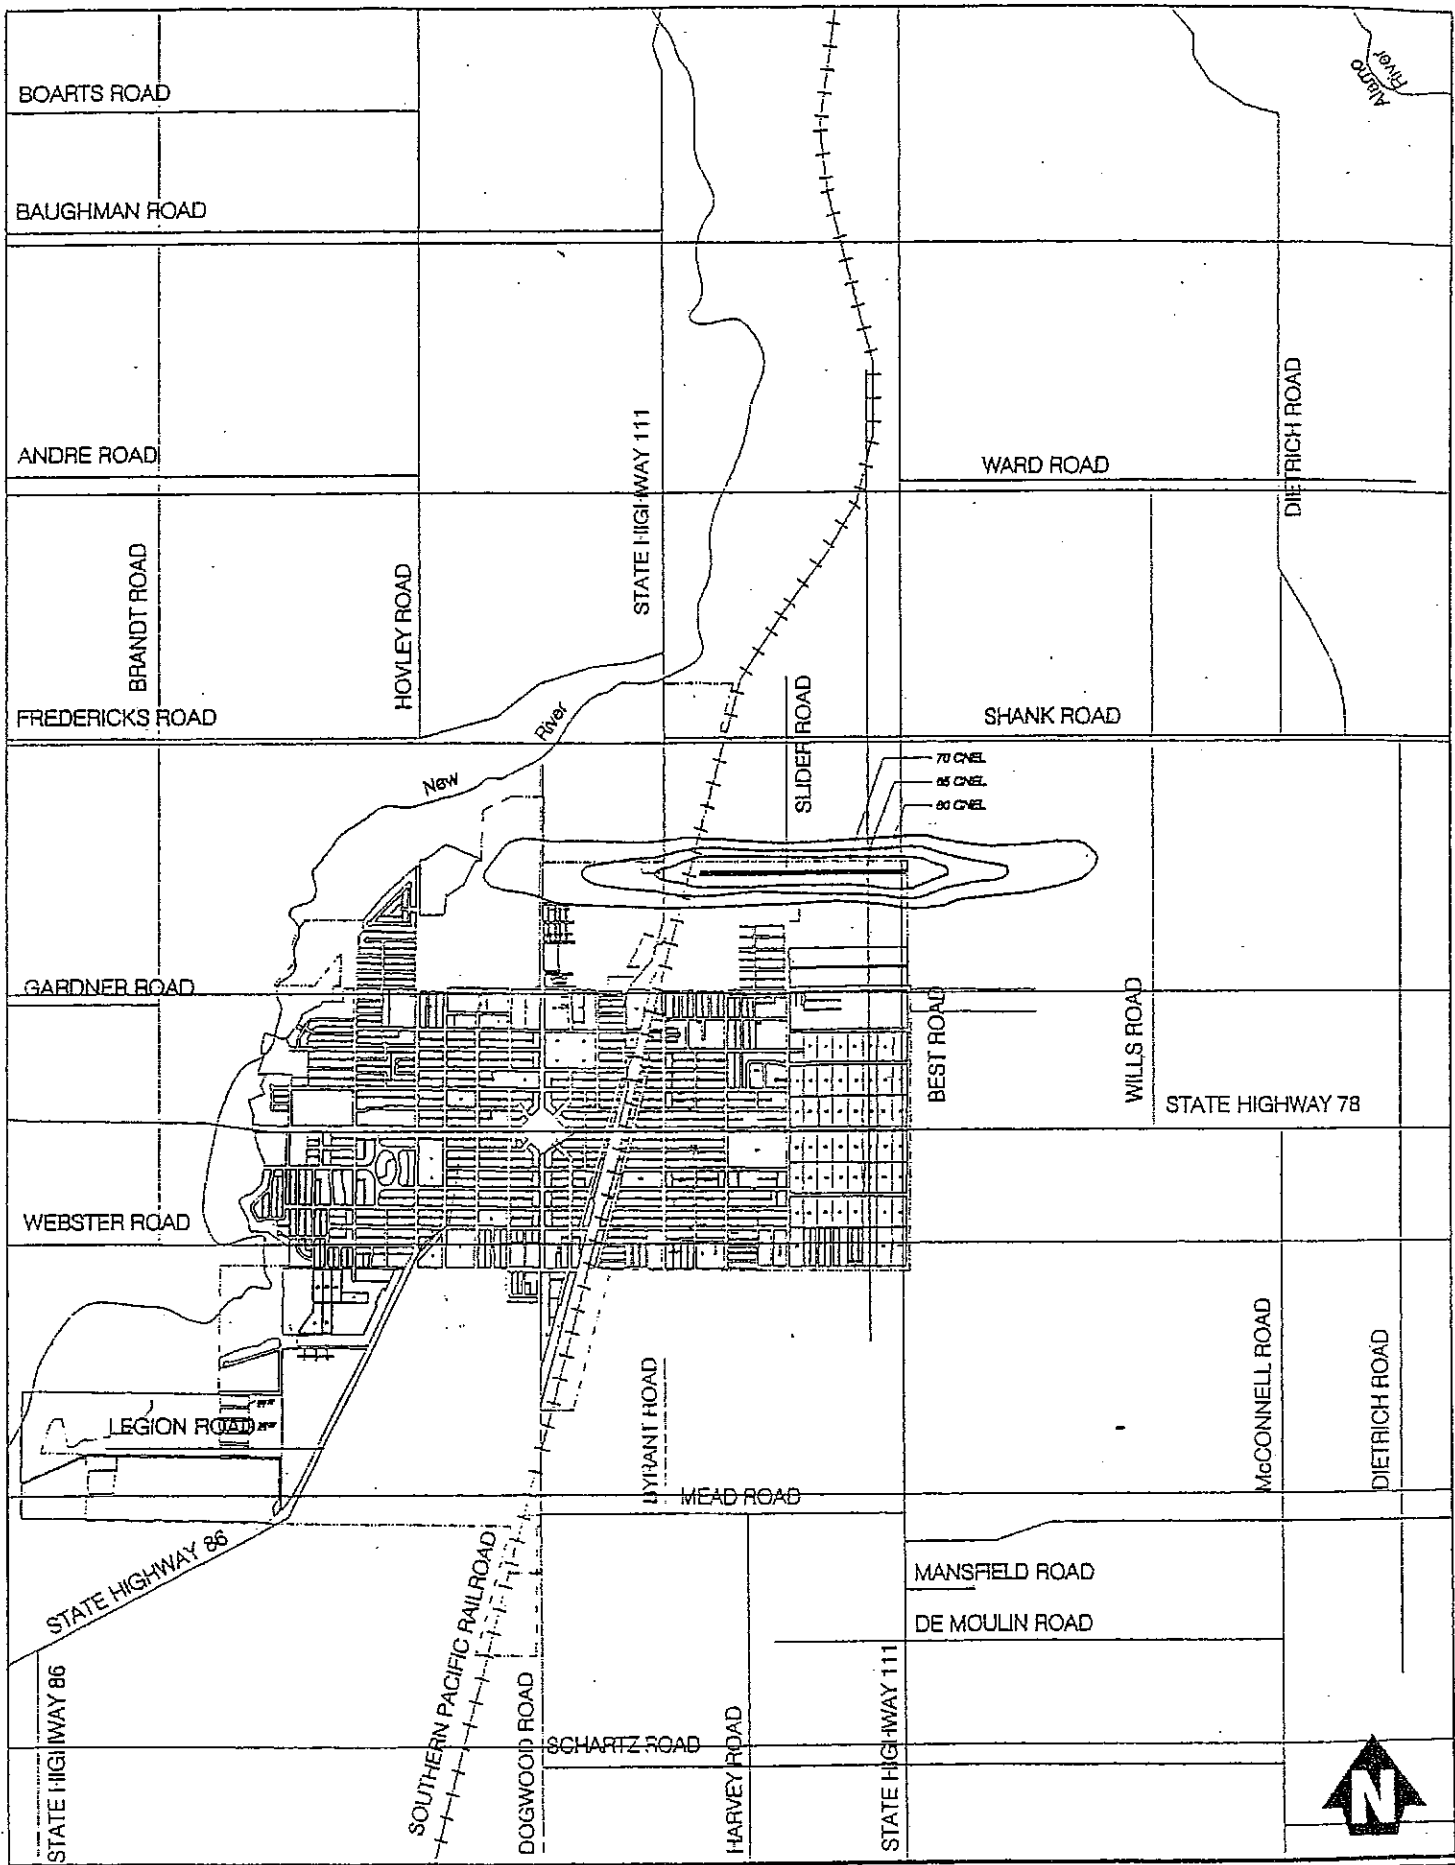 Alamo
River
BOARTS ROAD
BAUGHMAN ROAD
ANDRE ROAD
WARD ROAD
DIETRICH ROAD
STATE HIGHWAY 111
BRANDT ROAD
HOVLEY ROAD
FREDERICKS ROAD
River
New
SLIDER ROAD
SHANK ROAD
70 CNEL
65 CNEL
60 CNEL
GARDNER ROAD
BEST ROAD
WILLS ROAD
STATE HIGHWAY 78
WEBSTER ROAD
LEGION ROAD
BYRANT ROAD
MEAD ROAD
McCONNELL ROAD
DIETRICH ROAD
STATE HIGHWAY 86
MANSFIELD ROAD
DE MOULIN ROAD
STATE HIGHWAY 86
SOUTHERN PACIFIC RAILROAD
DOGWOOD ROAD
SCHARTZ ROAD
HARVEY ROAD
STATE HIGHWAY 111
N